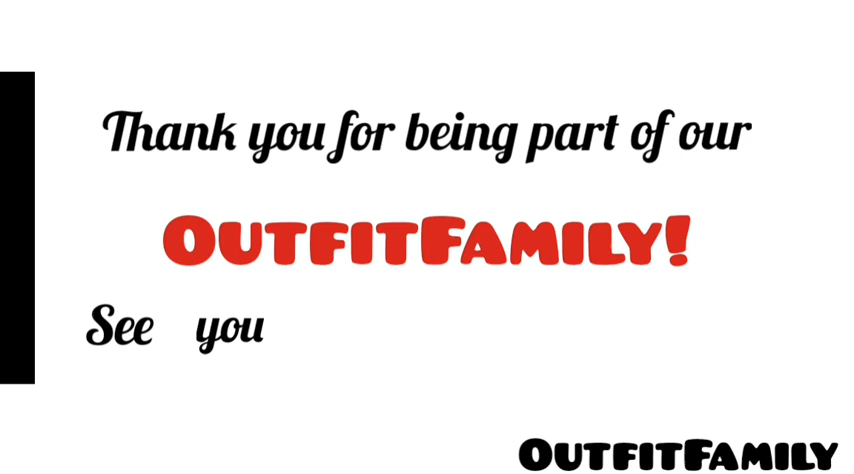 Thank you for being part of our
OUTFITFAMILY!
See you
OUTFITFAMILY